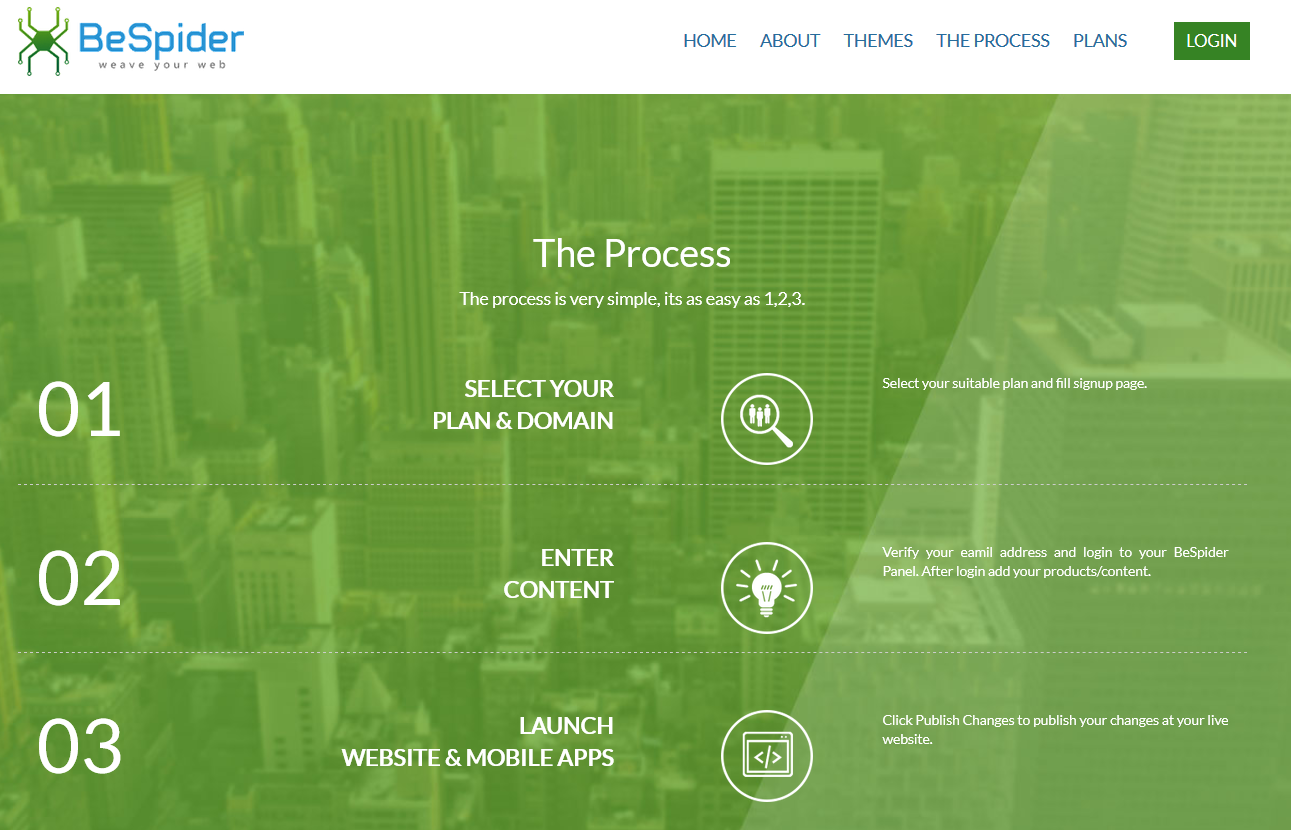 BeSpider
weave your web
HOME ABOUT THEMES THE PROCESS PLANS LOGIN
The Process
The process is very simple, its as easy as 1,2,3.
01
SELECT YOUR
PLAN & DOMAIN
Select your suitable plan and fill signup page.
02
ENTER
CONTENT
Verify your eamil address and login to your BeSpider
Panel. After login add your products/content.
03
LAUNCH
WEBSITE & MOBILE APPS
</>
Click Publish Changes to publish your changes at your live
website.